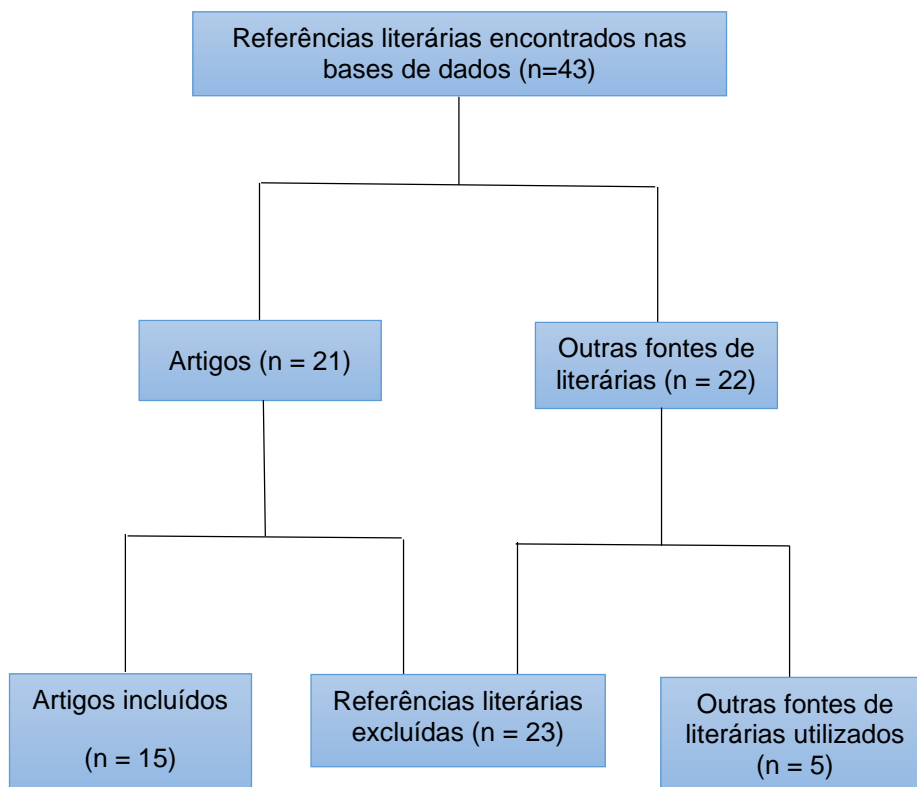 Referências literárias encontrados nas
bases de dados (n=43)
Artigos (n = 21)
Outras fontes de
literárias (n = 22)
Artigos incluídos
(n = 15)
Referências literárias
excluídas (n = 23)
Outras fontes de
literárias utilizados
(n = 5)